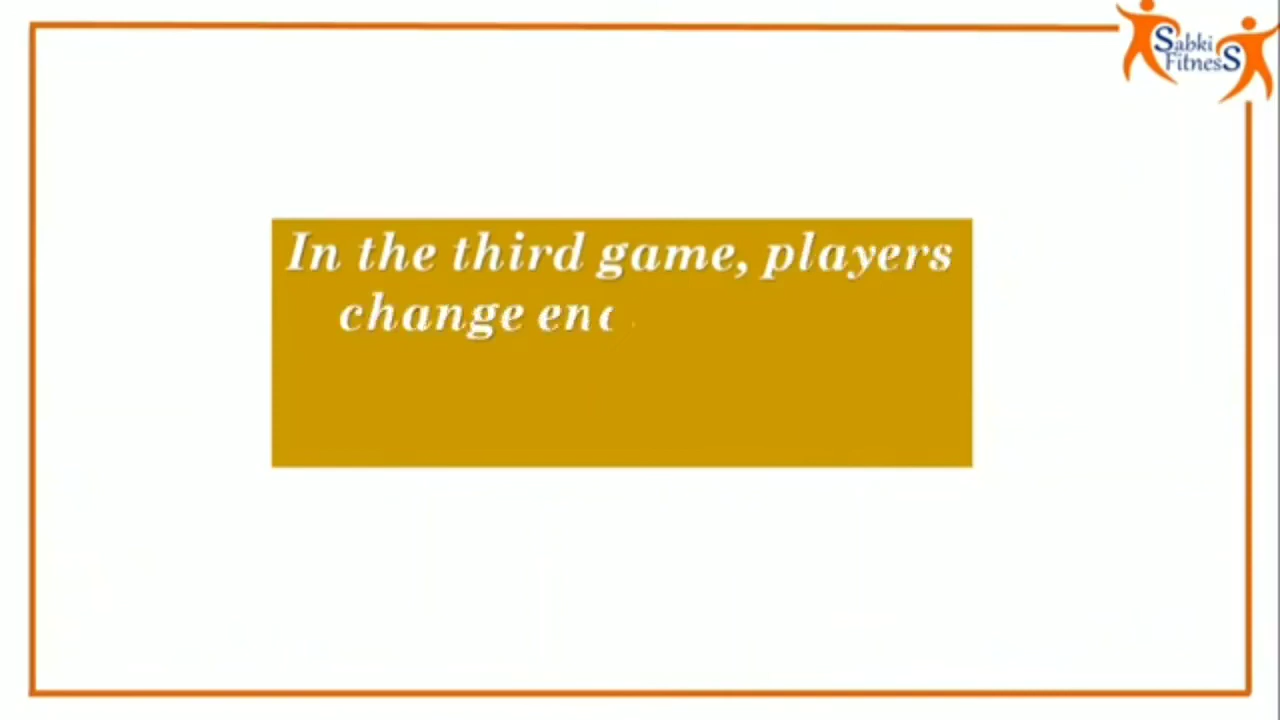 Sabki
FitnesS
In the third game, players
change